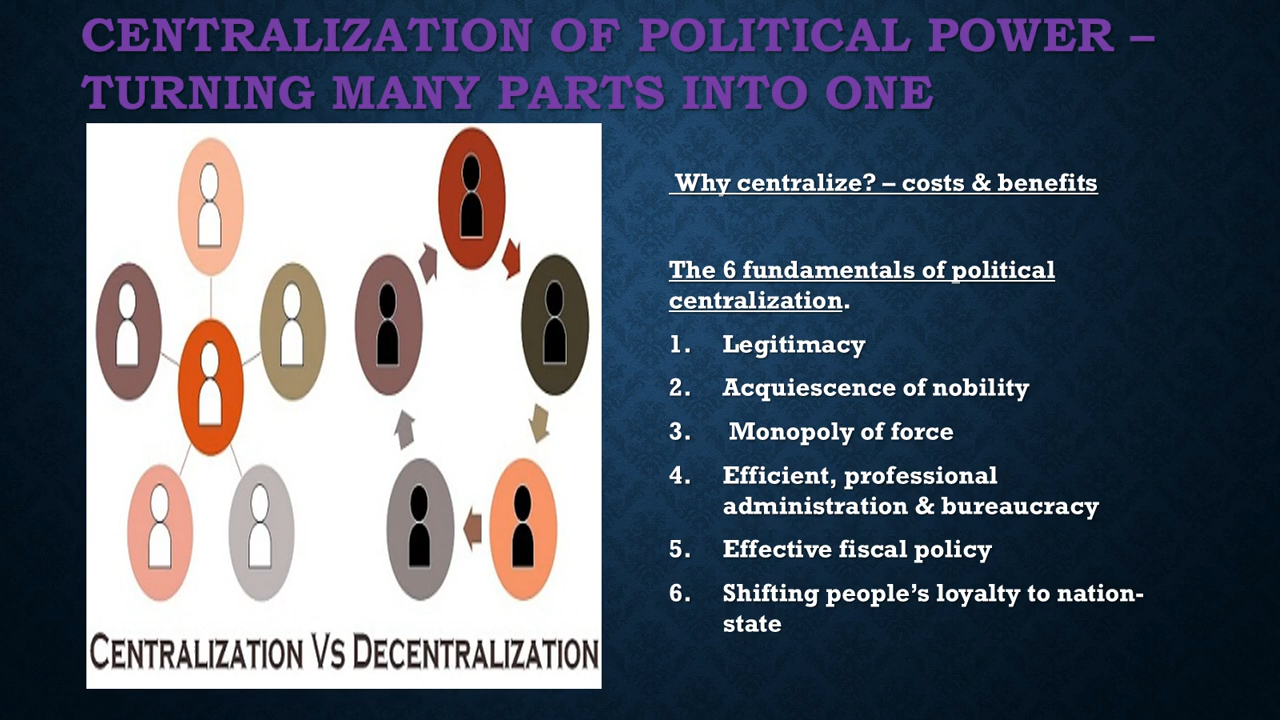 CENTRALIZATION OF POLITICAL POWER –
TURNING MANY PARTS INTO ONE
Why centralize? – costs & benefits
The 6 fundamentals of political
centralization.
1. Legitimacy
2. Acquiescence of nobility
3. Monopoly of force
4. Efficient, professional
administration & bureaucracy
5. Effective fiscal policy
6. Shifting people’s loyalty to nation-
state
CENTRALIZATION VS DECENTRALIZATION